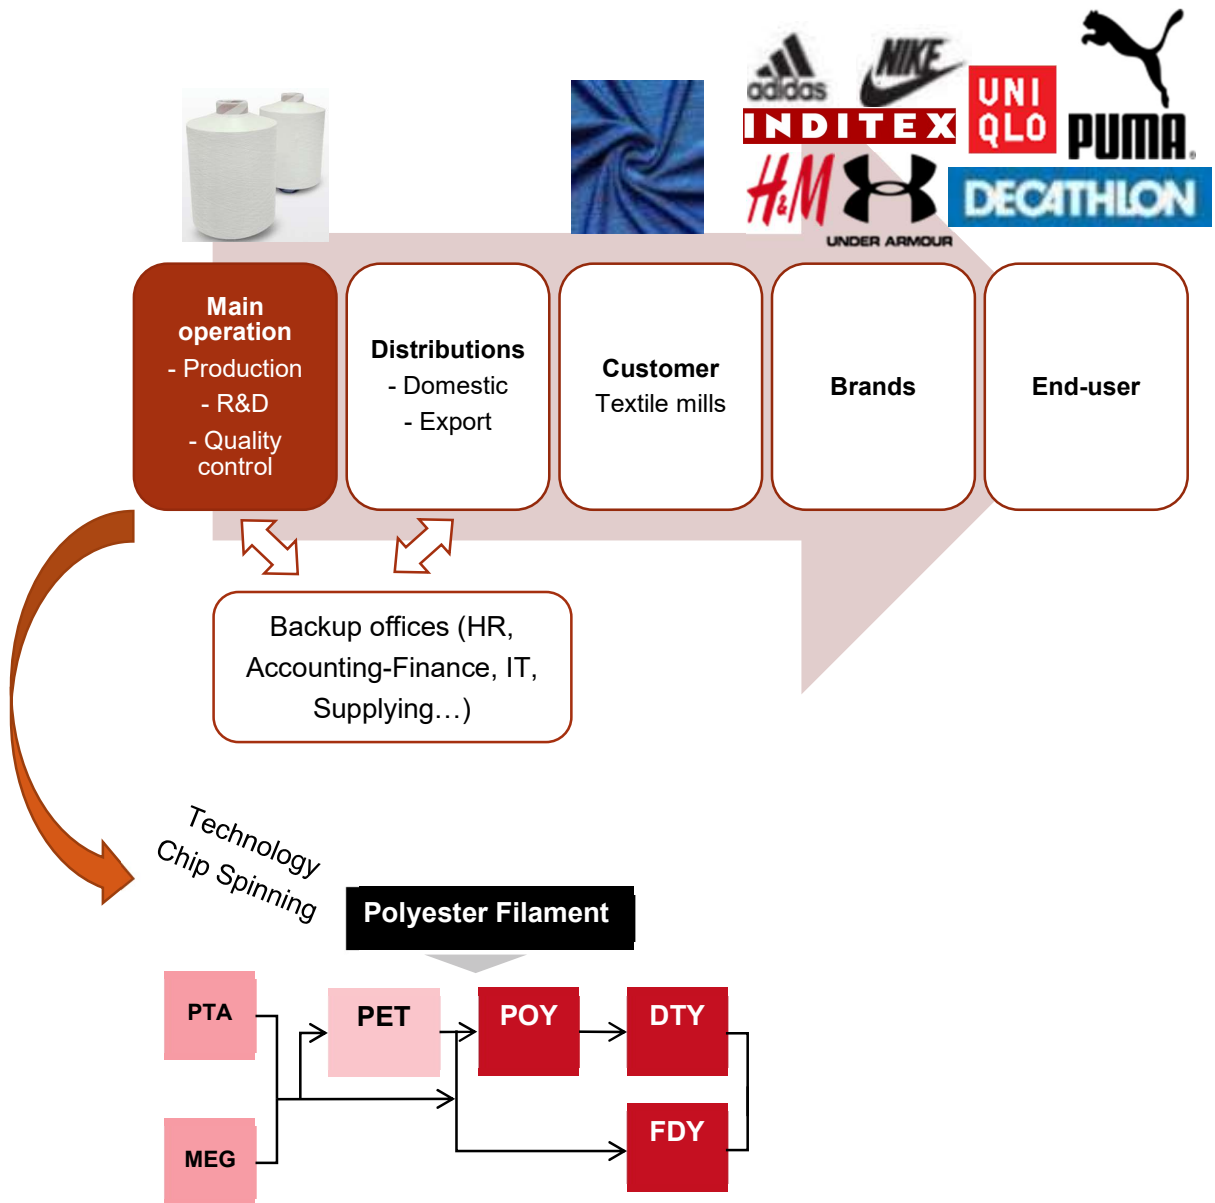 adidas
NIKE
UNI
QLO
PUMA.
INDITEX
H&M
UNDER ARMOUR
DECATHLON
Main
operation
- Production
- R&D
- Quality
control
Distributions
- Domestic
- Export
Customer
Textile mills
Brands
End-user
Backup offices (HR,
Accounting-Finance, IT,
Supplying…)
Technology
Chip Spinning
Polyester Filament
PTA
PET
POY
DTY
MEG
FDY